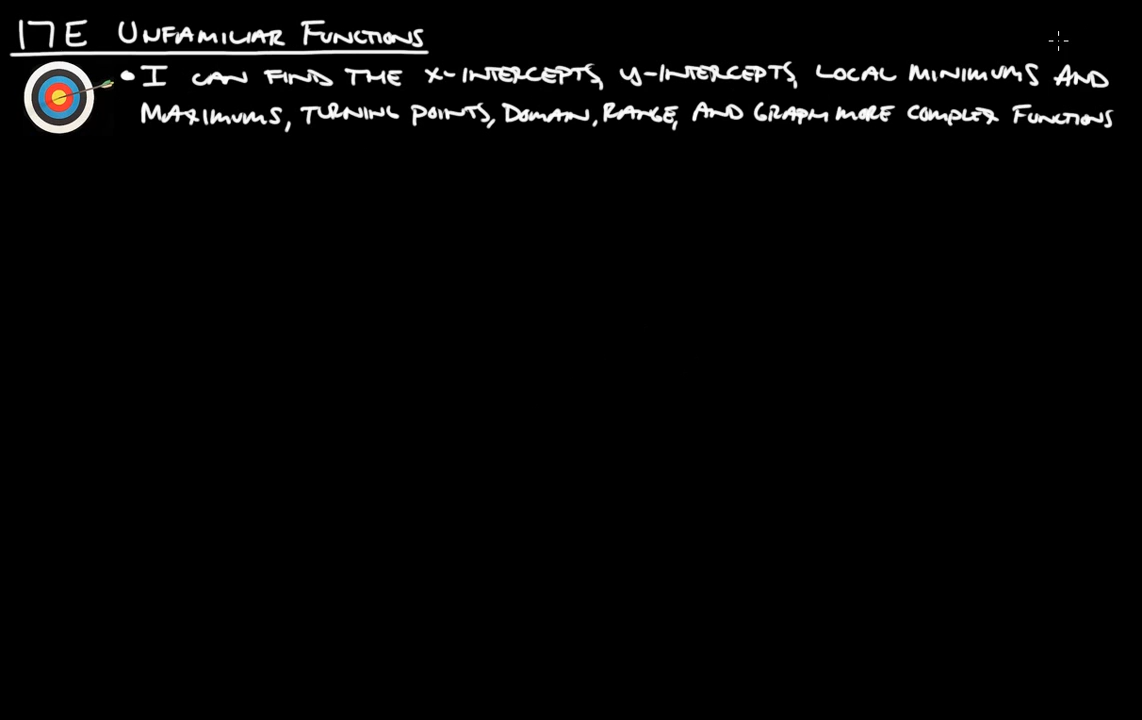 17E UNFAMILIAR FUNCTIONS
• I CAN FIND THE X-INTERCEPTS, Y-INTERCEPTS, LOCAL MINIMUMS AND
MAXIMUMS, TURNING POINTS, DOMAIN, RANGE, AND GRAPH MORE COMPLEX FUNCTIONS